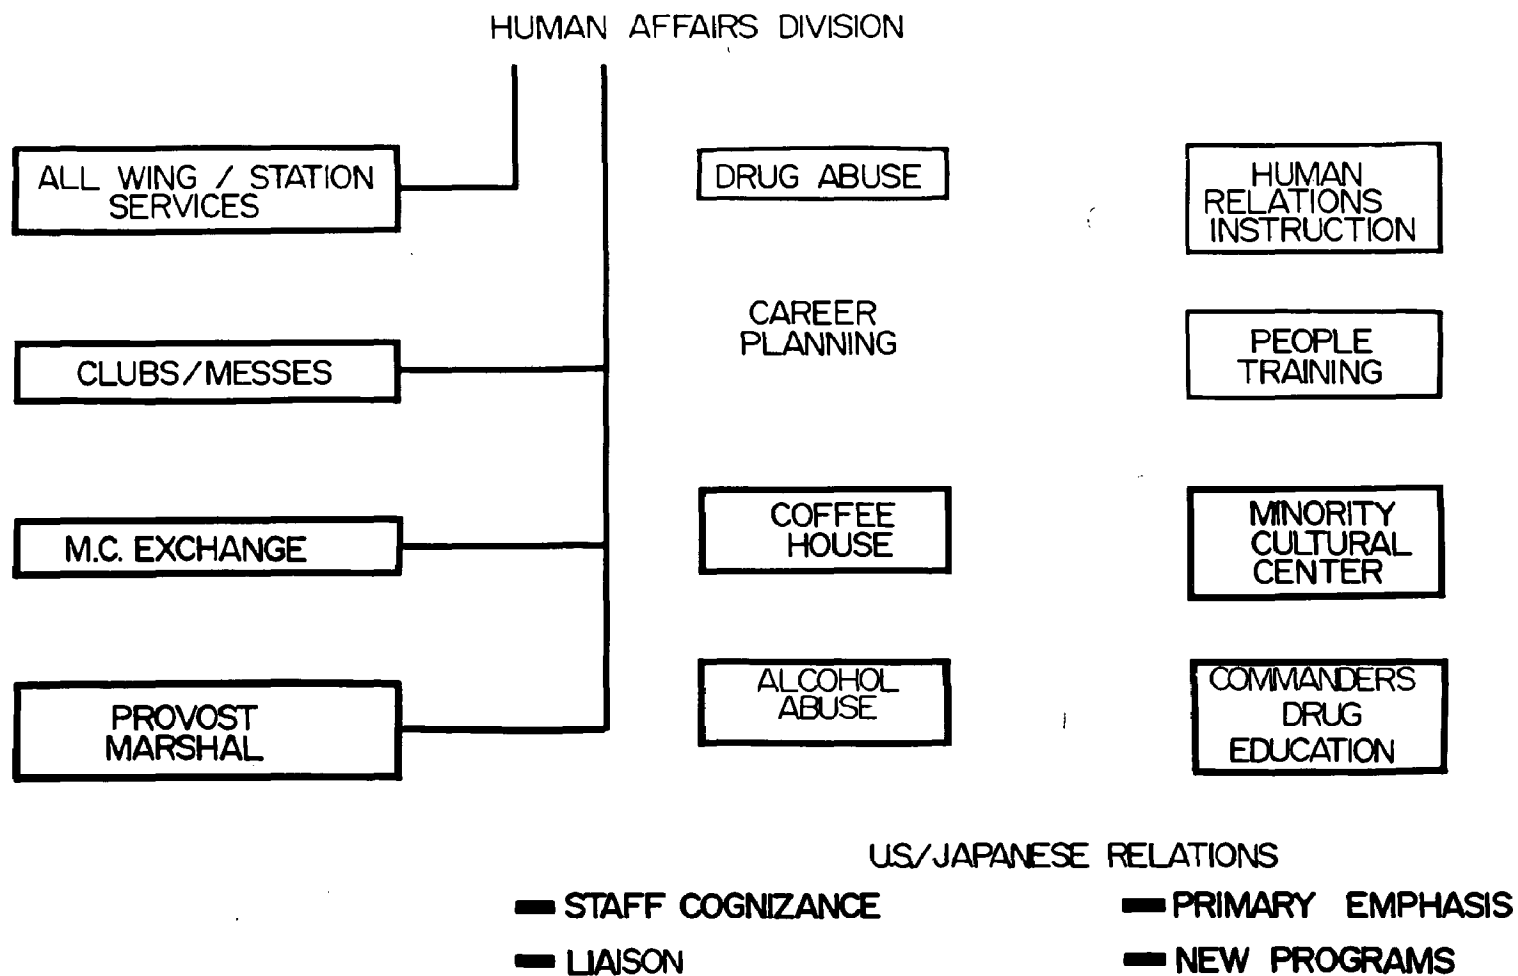 HUMAN AFFAIRS DIVISION
ALL WING / STATION
SERVICES
CLUBS/MESSES
M.C. EXCHANGE
PROVOST
MARSHAL
DRUG ABUSE
CAREER
PLANNING
COFFEE
HOUSE
ALCOHOL
ABUSE
HUMAN
RELATIONS
INSTRUCTION
PEOPLE
TRAINING
MINORITY
CULTURAL
CENTER
COMMANDERS
DRUG
EDUCATION
US/JAPANESE RELATIONS
STAFF COGNIZANCE
LIAISON
PRIMARY EMPHASIS
NEW PROGRAMS